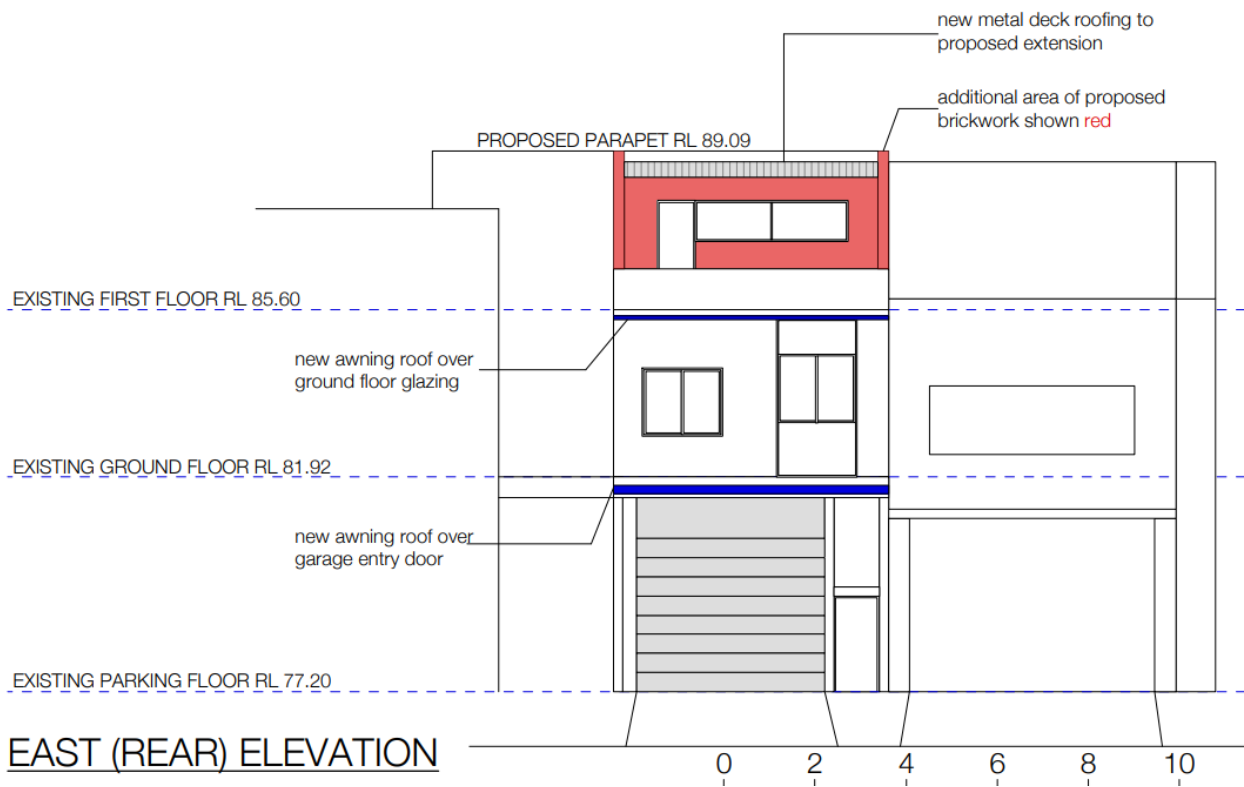 new metal deck roofing to
proposed extension
additional area of proposed
brickwork shown red
PROPOSED PARAPET RL 89.09
EXISTING FIRST FLOOR RL 85.60
new awning roof over
ground floor glazing
EXISTING GROUND FLOOR RL 81.92
new awning roof over
garage entry door
EXISTING PARKING FLOOR RL 77.20
EAST (REAR) ELEVATION
0 2 4 6 8 10